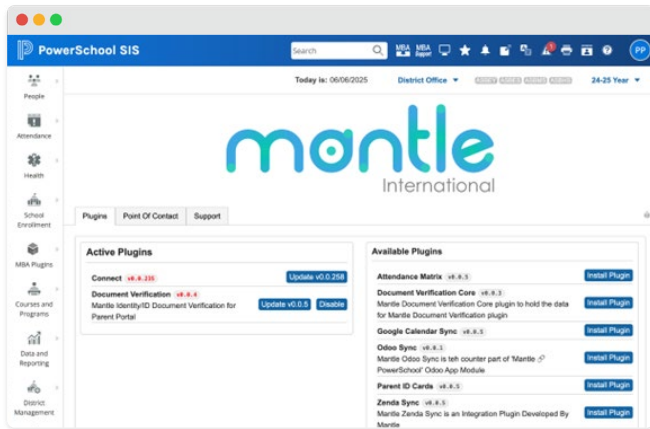 PowerSchool SIS
Search
MBA
MBA
Support
PP
Today is: 06/06/2025
District Office
24-25 Year
People
Attendance
Health
School
Enrollment
MBA Plugins
Courses and
Programs
Data and
Reporting
District
Management
mantle
International
Plugins
Point Of Contact
Support
Active Plugins
Connect v0.0.235
Update v0.0.258
Document Verification v0.0.4
Mantle Identity/ID Document Verification for
Parent Portal
Update v0.0.5
Disable
Available Plugins
Attendance Matrix v0.0.5
Install Plugin
Document Verification Core v0.0.3
Mantle Document Verification Core plugin to hold the data
for Mantle Document Verification plugin
Install Plugin
Google Calendar Sync v0.0.5
Install Plugin
Odoo Sync v0.0.1
Mantle Odoo Sync is teh counter part of 'Mantle
PowerSchool' Odoo App Module
Install Plugin
Parent ID Cards v0.0.5
Install Plugin
Zenda Sync v0.0.5
Mantle Zenda Sync is an Integration Plugin Developed By
Mantle
Install Plugin